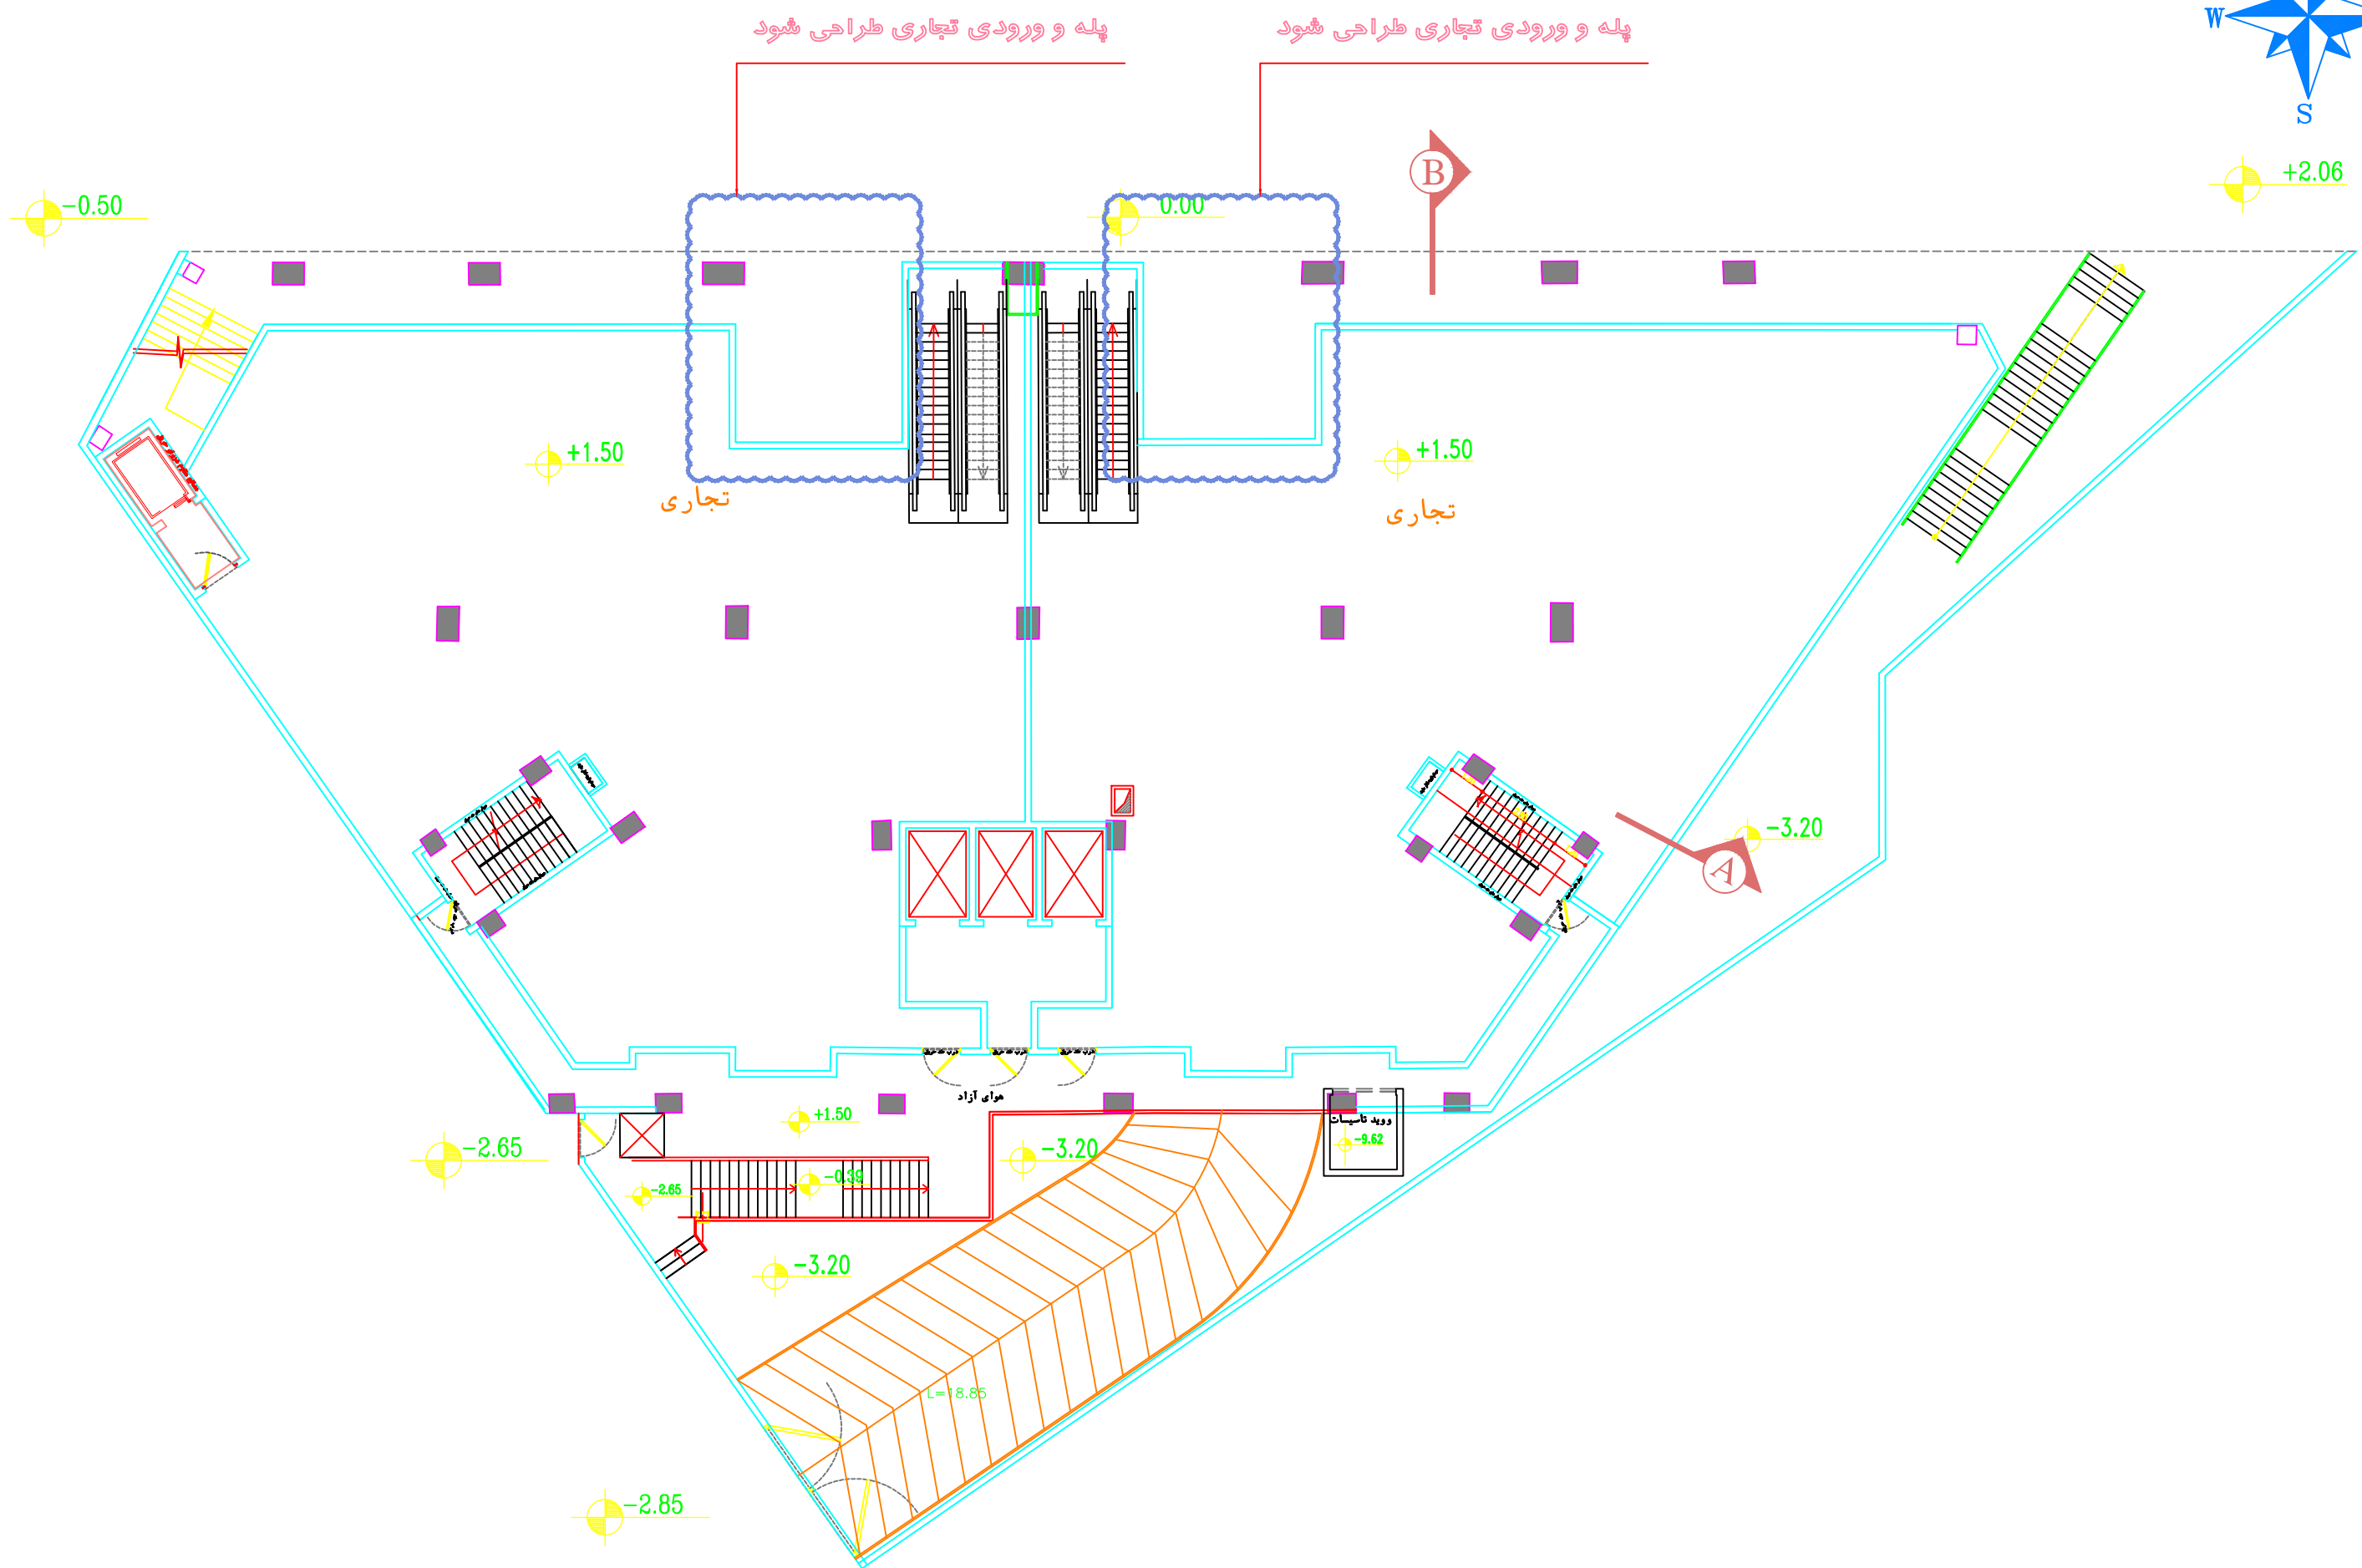 پله و ورودی تجاری طراحی شود
پله و ورودی تجاری طراحی شود
W
S
B
+2.06
-0.50
0.00
+1.50
+1.50
تجاری
تجاری
-3.20
A
هوای آزاد
+1.50
وويد تاسيسات
-9.62
-2.65
-3.20
-0.39
-2.65
-3.20
L=18.85
-2.85